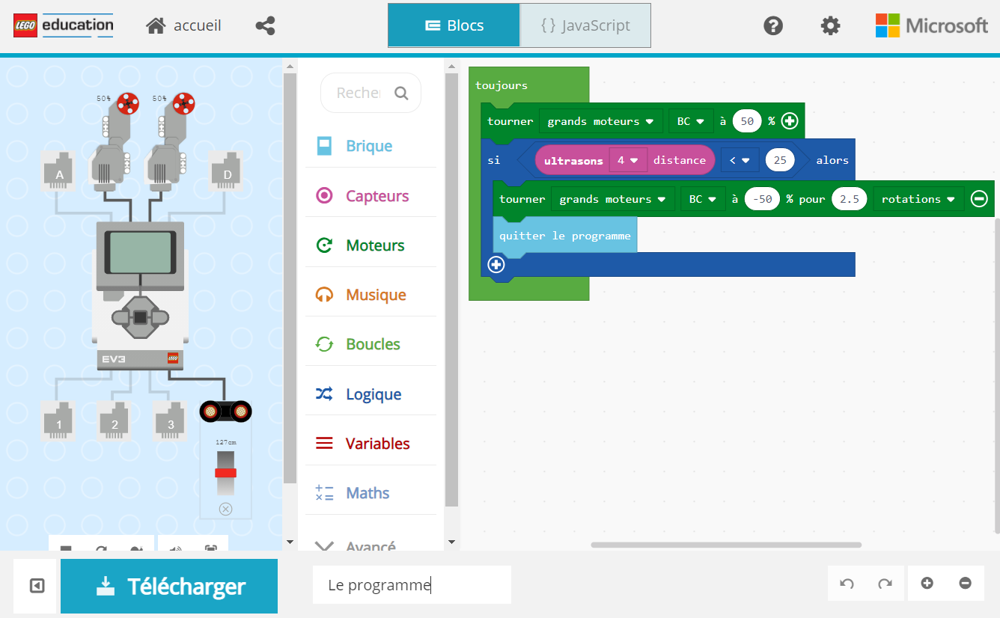 LEGO education
accueil
Blocs
{ } JavaScript
Microsoft
50%
50%
A
D
EV3
LEGO
1
2
3
127cm
Télécharger
Recher
Brique
Capteurs
Moteurs
Musique
Boucles
Logique
Variables
Maths
Avancé
Le programme
toujours
tourner grands moteurs BC à 50 %
si ultrasons 4 distance < 25 alors
tourner grands moteurs BC à -50 % pour 2.5 rotations
quitter le programme